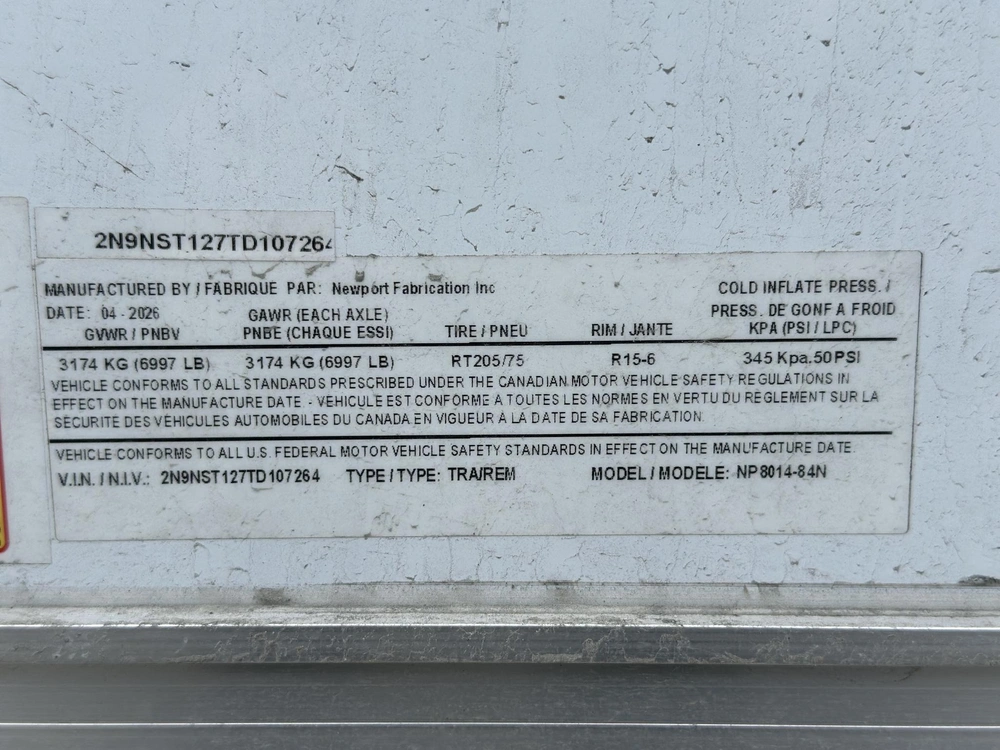 2N9NST127TD107264
MANUFACTURED BY / FABRIQUE PAR: Newport Fabrication Inc
COLD INFLATE PRESS. /
DATE: 04 - 2026
GAWR (EACH AXLE)
PRESS. DE GONF A FROID
GVWR / PNBV
PNBE (CHAQUE ESSI)
TIRE / PNEU
RIM / JANTE
KPA (PSI / LPC)
3174 KG (6997 LB)
3174 KG (6997 LB)
RT205/75
R15-6
345 Kpa.50PSI
VEHICLE CONFORMS TO ALL STANDARDS PRESCRIBED UNDER THE CANADIAN MOTOR VEHICLE SAFETY REGULATIONS IN
EFFECT ON THE MANUFACTURE DATE - VEHICULE EST CONFORME A TOUTES LES NORMES EN VERTU DU REGLEMENT SUR LA
SECURITE DES VEHICULES AUTOMOBILES DU CANADA EN VIGUEUR A LA DATE DE SA FABRICATION.
VEHICLE CONFORMS TO ALL U.S. FEDERAL MOTOR VEHICLE SAFETY STANDARDS IN EFFECT ON THE MANUFACTURE DATE
V.I.N. / N.I.V.: 2N9NST127TD107264 TYPE / TYPE: TRA/REM MODEL / MODELE: NP8014-84N